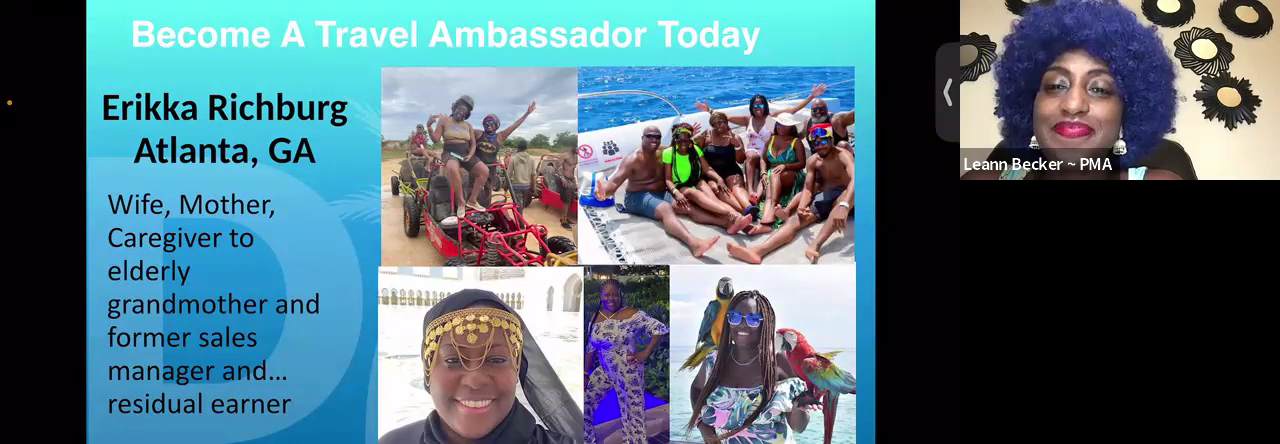 Become A Travel Ambassador Today
Erikka Richburg
Atlanta, GA
Wife, Mother,
Caregiver to
elderly
grandmother and
former sales
manager and...
residual earner
Leann Becker ~ PMA